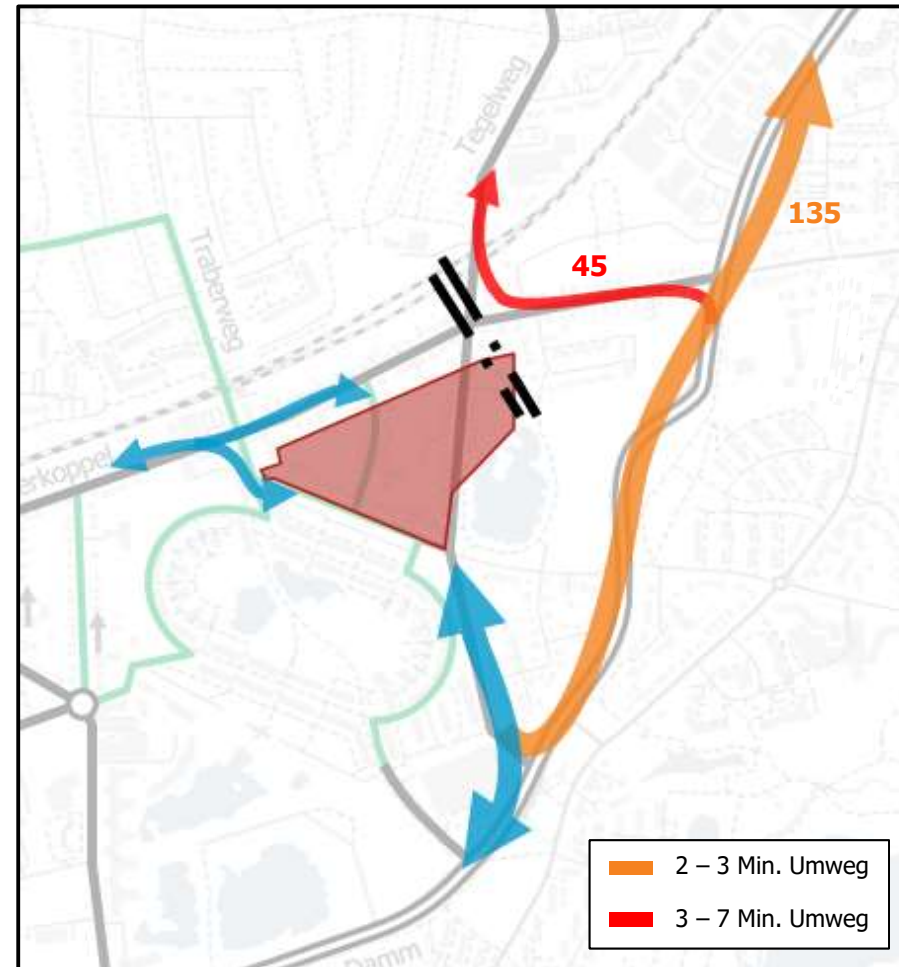 Tegelweg
135
45
Traberweg
erkoppel
2 – 3 Min. Umweg
3 – 7 Min. Umweg
Damm